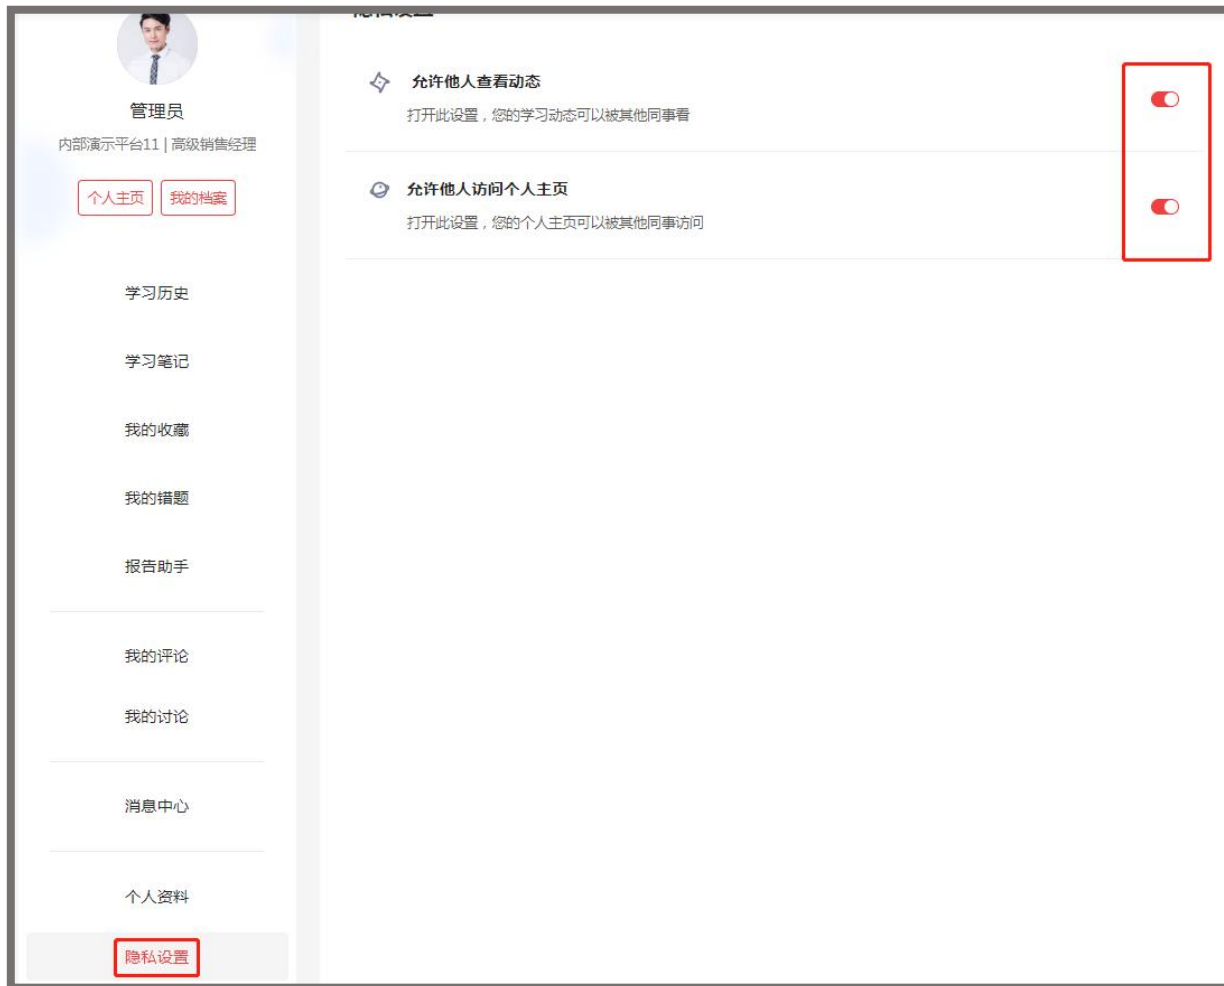 管理员
内部演示平台11 | 高级销售经理
个人主页 我的档案
学习历史
学习笔记
我的收藏
我的错题
报告助手
我的评论
我的讨论
消息中心
个人资料
隐私设置
隐私设置
允许他人查看动态
打开此设置，您的学习动态可以被其他同事看
允许他人访问个人主页
打开此设置，您的个人主页可以被其他同事访问